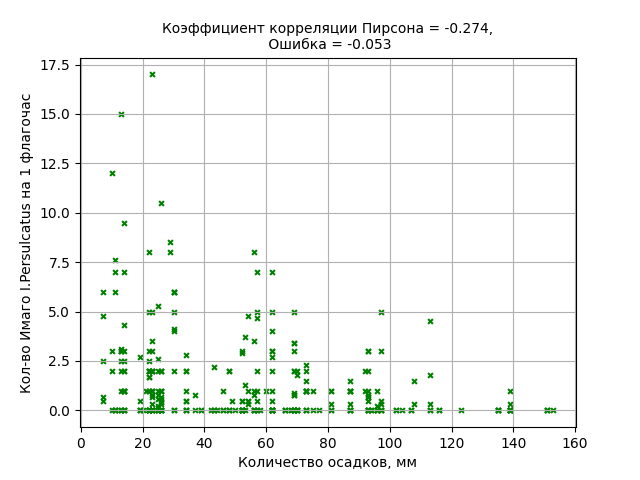 Коэффициент корреляции Пирсона = -0.274,
Ошибка = -0.053
Кол-во Имаго I.Persulcatus на 1 флагочас
17.5
15.0
12.5
10.0
7.5
5.0
2.5
0.0
0 20 40 60 80 100 120 140 160
Количество осадков, мм